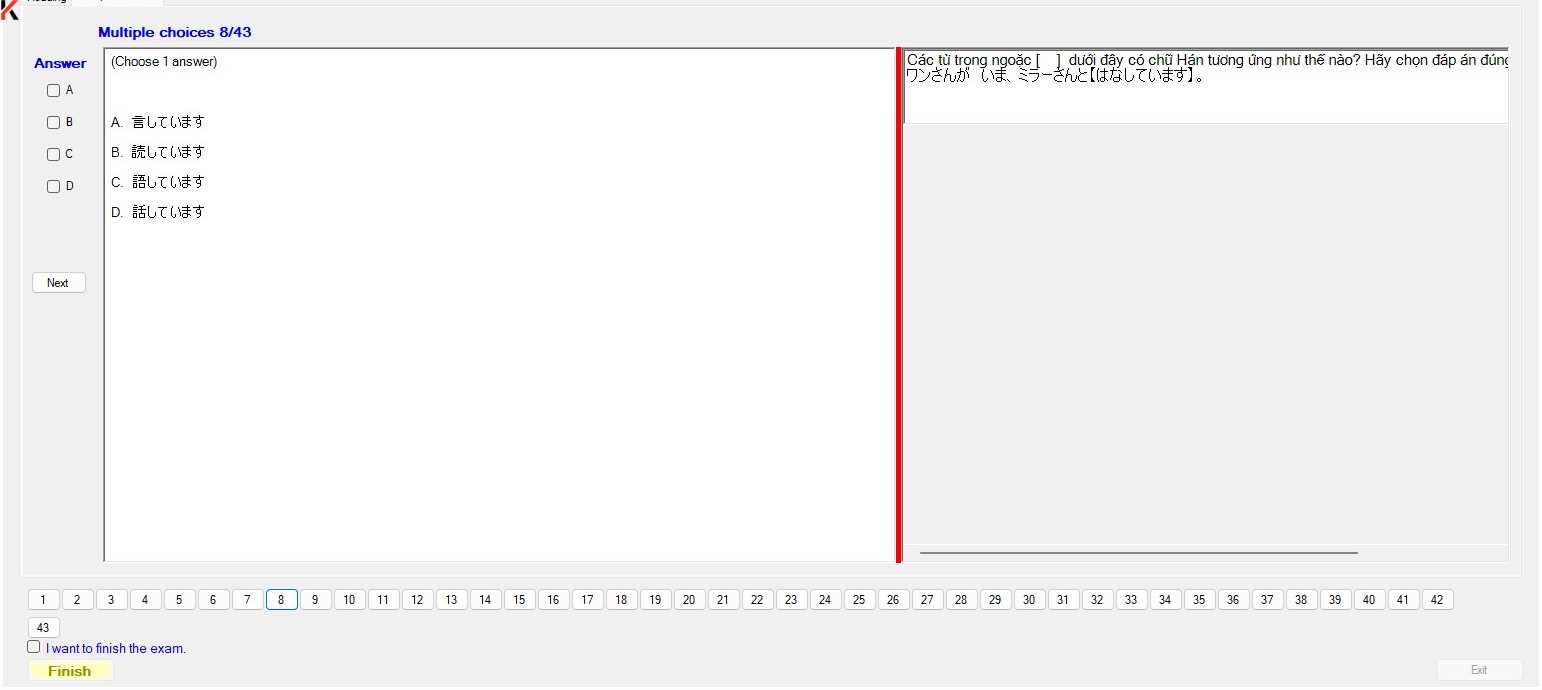 Multiple choices 8/43
Answer
(Choose 1 answer)
A
B
C
D
A. 言しています
B. 読しています
C. 語しています
D. 話しています
Next
Các từ trong ngoặc [ ] dưới đây có chữ Hán tương ứng như thế nào? Hãy chọn đáp án đúng
ワンさんが いま、ミラーさんと【はなしています】。
1 2 3 4 5 6 7 8 9 10 11 12 13 14 15 16 17 18 19 20 21 22 23 24 25 26 27 28 29 30 31 32 33 34 35 36 37 38 39 40 41 42
43
I want to finish the exam.
Finish
Exit